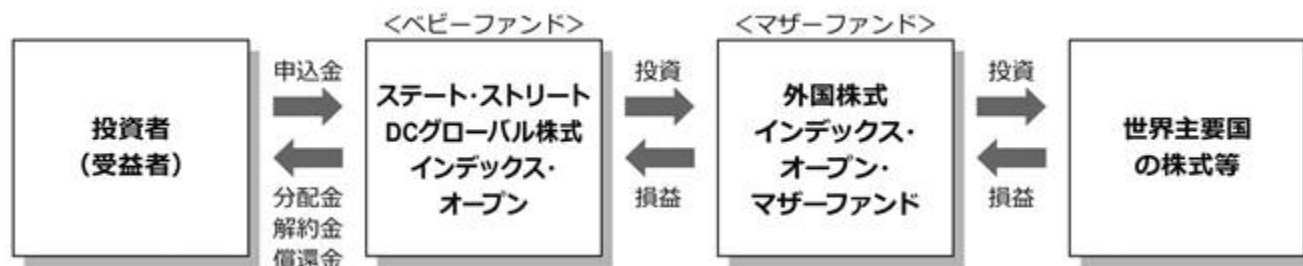 <ベビーファンド>
<マザーファンド>
投資者
(受益者)
申込金
分配金
解約金
償還金
ステート・ストリート
DCグローバル株式
インデックス・
オープン
投資
損益
外国株式
インデックス・
オープン・
マザーファンド
投資
損益
世界主要国
の株式等